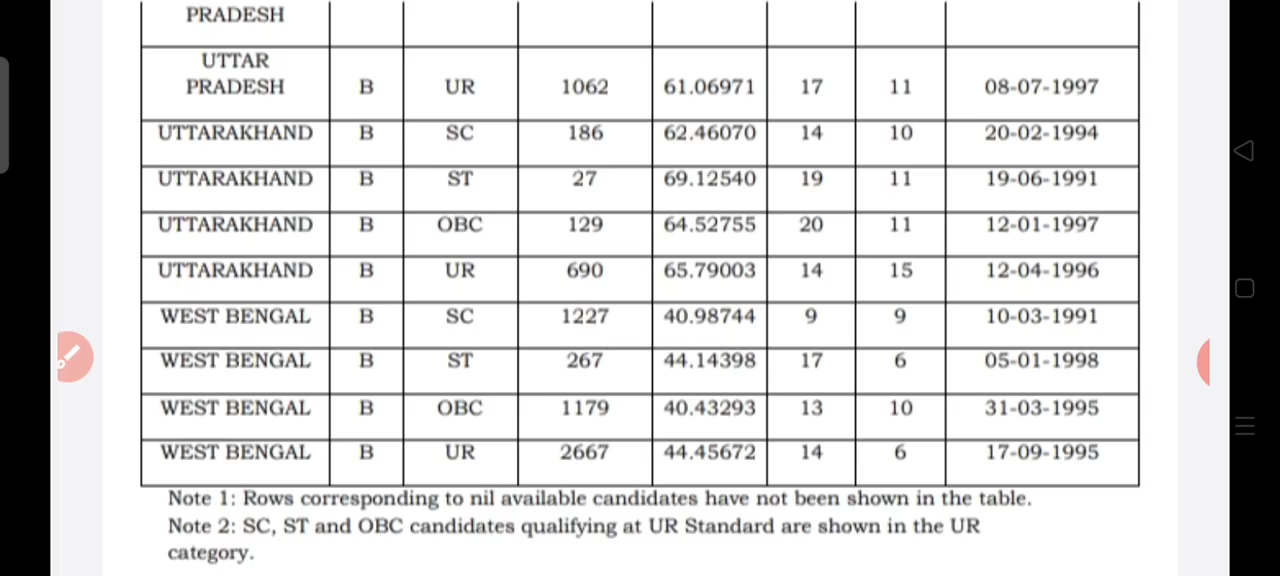 PRADESH
UTTAR
PRADESH B UR 1062 61.06971 17 11 08-07-1997
UTTARAKHAND B SC 186 62.46070 14 10 20-02-1994
UTTARAKHAND B ST 27 69.12540 19 11 19-06-1991
UTTARAKHAND B OBC 129 64.52755 20 11 12-01-1997
UTTARAKHAND B UR 690 65.79003 14 15 12-04-1996
WEST BENGAL B SC 1227 40.98744 9 9 10-03-1991
WEST BENGAL B ST 267 44.14398 17 6 05-01-1998
WEST BENGAL B OBC 1179 40.43293 13 10 31-03-1995
WEST BENGAL B UR 2667 44.45672 14 6 17-09-1995
Note 1: Rows corresponding to nil available candidates have not been shown in the table.
Note 2: SC, ST and OBC candidates qualifying at UR Standard are shown in the UR
category.